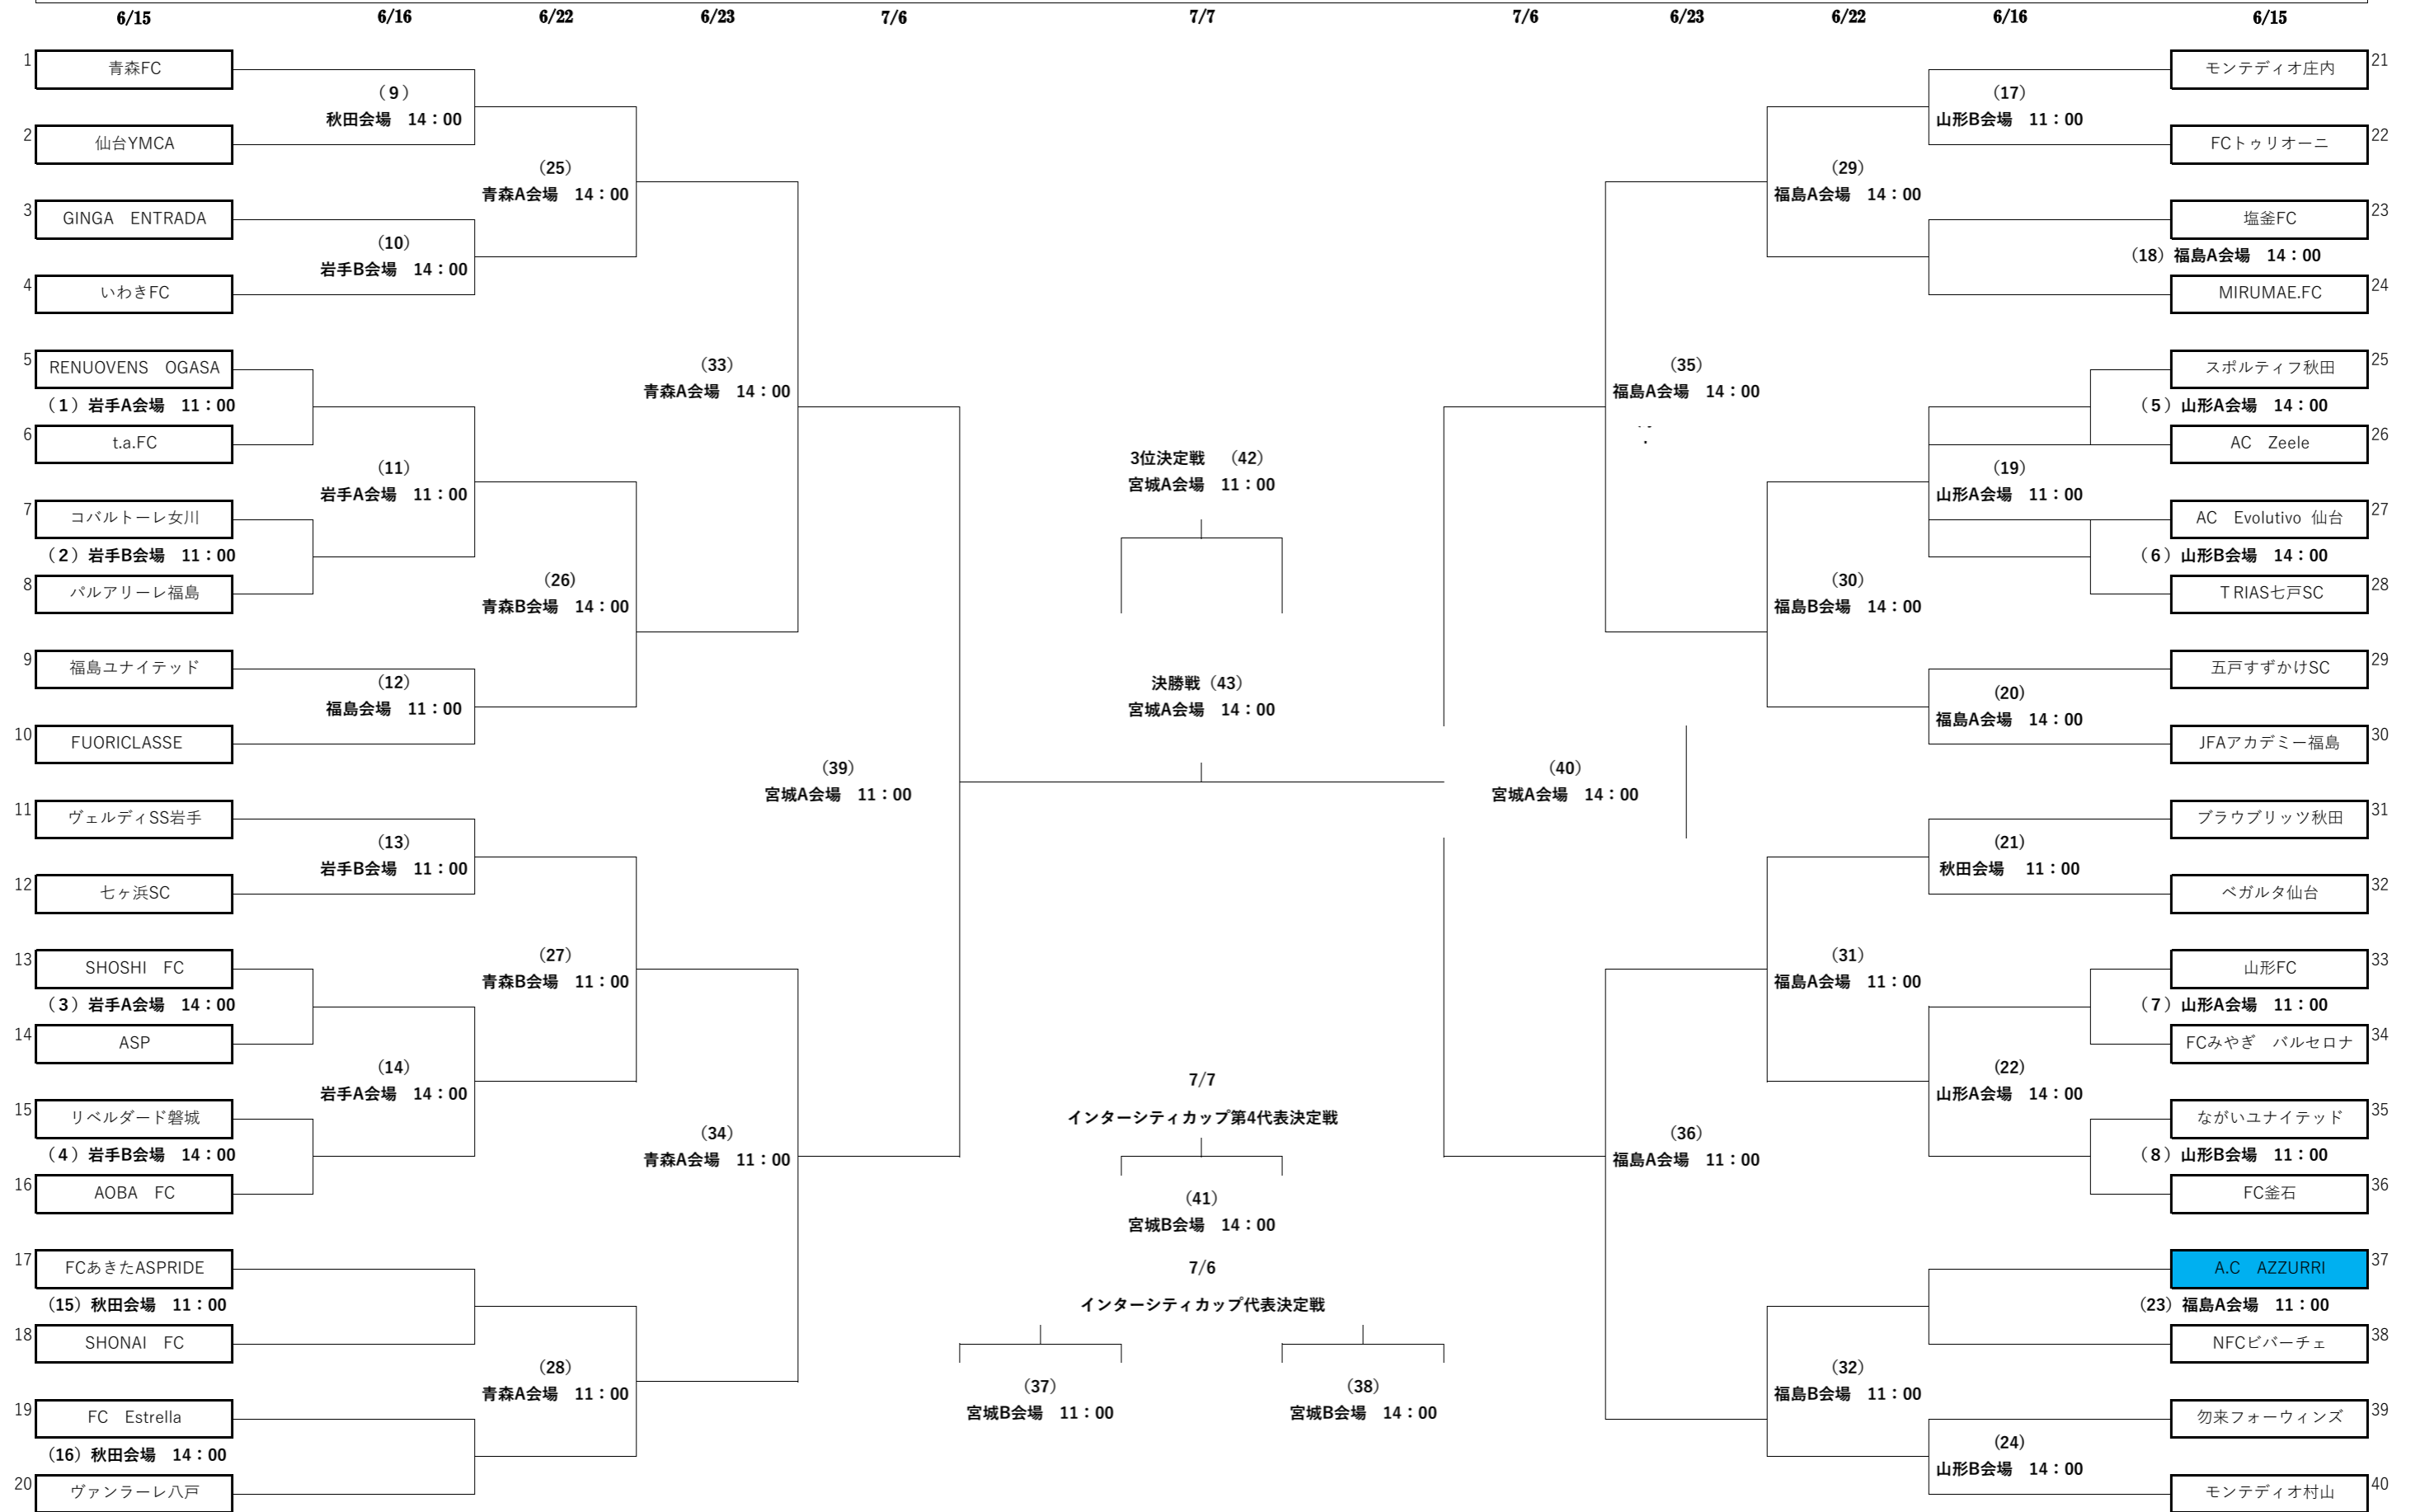 6/15 6/16 6/22 6/23 7/6 7/7 7/6 6/23 6/22 6/16 6/15
1 青森FC
（9）
秋田会場　14：00
2 仙台YMCA
（25）
青森A会場　14：00
3 GINGA　ENTRADA
（10）
岩手B会場　14：00
4 いわきFC
5 RENUOVENS　OGASA
（1）岩手A会場　11：00
6 t.a.FC
（33）
青森A会場　14：00
（11）
岩手A会場　11：00
7 コバルトーレ女川
（2）岩手B会場　11：00
8 パルアリーレ福島
（26）
青森B会場　14：00
9 福島ユナイテッド
（12）
福島会場　11：00
10 FUORICLASSE
（39）
宮城A会場　11：00
11 ヴェルディSS岩手
（13）
岩手B会場　11：00
12 七ヶ浜SC
13 SHOSHI　FC
（3）岩手A会場　14：00
14 ASP
（27）
青森B会場　11：00
（14）
岩手A会場　14：00
15 リベルダード磐城
（4）岩手B会場　14：00
16 AOBA　FC
（34）
青森A会場　11：00
17 FCあきたASPRIDE
（15）秋田会場　11：00
18 SHONAI　FC
（28）
青森A会場　11：00
19 FC　Estrella
（16）秋田会場　14：00
20 ヴァンラーレ八戸
3位決定戦　（42）
宮城A会場　11：00
決勝戦（43）
宮城A会場　14：00
7/7
インターシティカップ第4代表決定戦
（41）
宮城B会場　14：00
7/6
インターシティカップ代表決定戦
（37）
宮城B会場　11：00
（38）
宮城B会場　14：00
モンテディオ庄内 21
（17）
山形B会場　11：00
FCトゥリオーニ 22
（29）
福島A会場　14：00
塩釜FC 23
（18）福島A会場　14：00
MIRUMAE.FC 24
（35）
福島A会場　14：00
スポルティフ秋田 25
（5）山形A会場　14：00
AC　Zeele 26
（19）
山形A会場　11：00
AC　Evolutivo 仙台 27
（6）山形B会場　14：00
ＴRIAS七戸SC 28
（30）
福島B会場　14：00
五戸すずかけSC 29
（20）
福島A会場　14：00
JFAアカデミー福島 30
（40）
宮城A会場　14：00
ブラウブリッツ秋田 31
（21）
秋田会場　11：00
ベガルタ仙台 32
（31）
福島A会場　11：00
山形FC 33
（7）山形A会場　11：00
FCみやぎ　バルセロナ 34
（22）
山形A会場　14：00
ながいユナイテッド 35
（8）山形B会場　11：00
FC釜石 36
（36）
福島A会場　11：00
A.C　AZZURRI 37
（23）福島A会場　11：00
NFCビバーチェ 38
（32）
福島B会場　11：00
勿来フォーウィンズ 39
（24）
山形B会場　14：00
モンテディオ村山 40